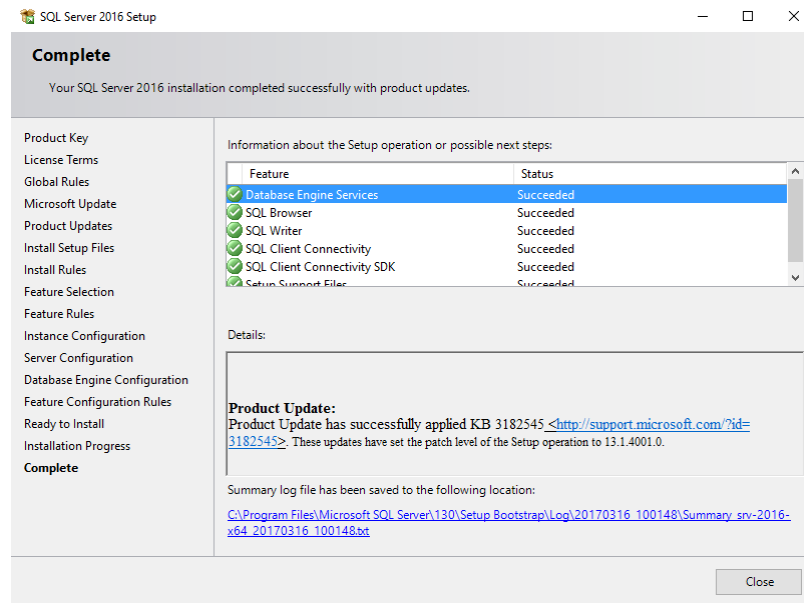 SQL Server 2016 Setup
Complete
Your SQL Server 2016 installation completed successfully with product updates.
Product Key
License Terms
Global Rules
Microsoft Update
Product Updates
Install Setup Files
Install Rules
Feature Selection
Feature Rules
Instance Configuration
Server Configuration
Database Engine Configuration
Feature Configuration Rules
Ready to Install
Installation Progress
Complete
Information about the Setup operation or possible next steps:
Feature Status
Database Engine Services Succeeded
SQL Browser Succeeded
SQL Writer Succeeded
SQL Client Connectivity Succeeded
SQL Client Connectivity SDK Succeeded
Setup Support Files Succeeded
Details:
Product Update:
Product Update has successfully applied KB 3182545 <http://support.microsoft.com/?id=
3182545>. These updates have set the patch level of the Setup operation to 13.1.4001.0.
Summary log file has been saved to the following location:
C:\Program Files\Microsoft SQL Server\130\Setup Bootstrap\Log\20170316_100148\Summary_srv-2016-
x64_20170316_100148.txt
Close